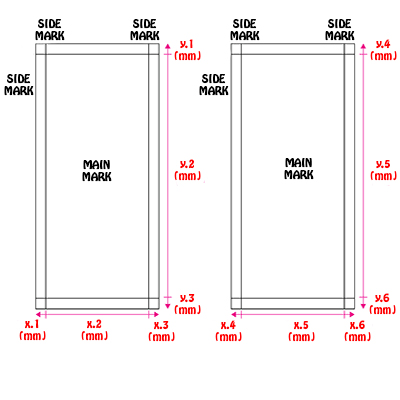 SIDE MARK
SIDE MARK
SIDE MARK
SIDE MARK
y.1 (mm)
y.4 (mm)
SIDE MARK
SIDE MARK
MAIN MARK
y.2 (mm)
MAIN MARK
y.5 (mm)
y.3 (mm)
y.6 (mm)
x.1 (mm)
x.2 (mm)
x.3 (mm)
x.4 (mm)
x.5 (mm)
x.6 (mm)